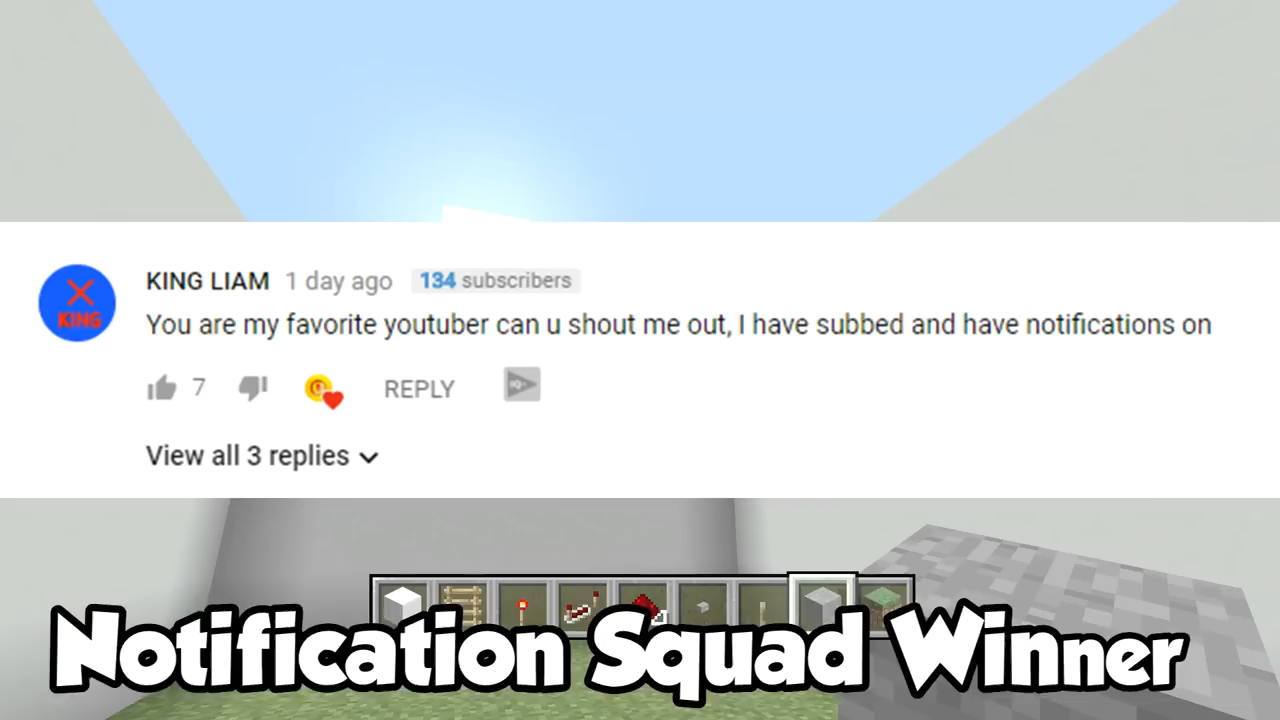 KING LIAM 1 day ago 134 subscribers
KING
You are my favorite youtuber can u shout me out, I have subbed and have notifications on
7 REPLY
View all 3 replies
Notification Squad Winner